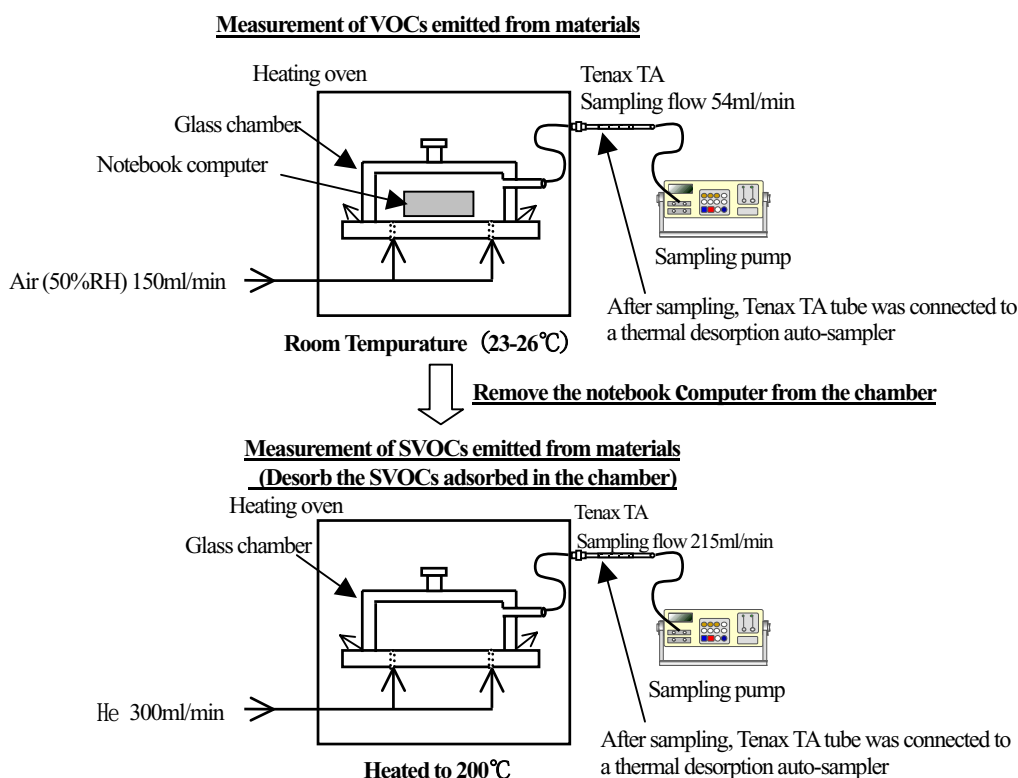 Measurement of VOCs emitted from materials
Heating oven
Tenax TA
Sampling flow 54ml/min
Glass chamber
Notebook computer
Sampling pump
Air (50%RH) 150ml/min
After sampling, Tenax TA tube was connected to
a thermal desorption auto-sampler
Room Tempurature (23-26℃)
Remove the notebook computer from the chamber
Measurement of SVOCs emitted from materials
(Desorb the SVOCs adsorbed in the chamber)
Heating oven
Tenax TA
Sampling flow 215ml/min
Glass chamber
Sampling pump
He 300ml/min
After sampling, Tenax TA tube was connected to
a thermal desorption auto-sampler
Heated to 200℃